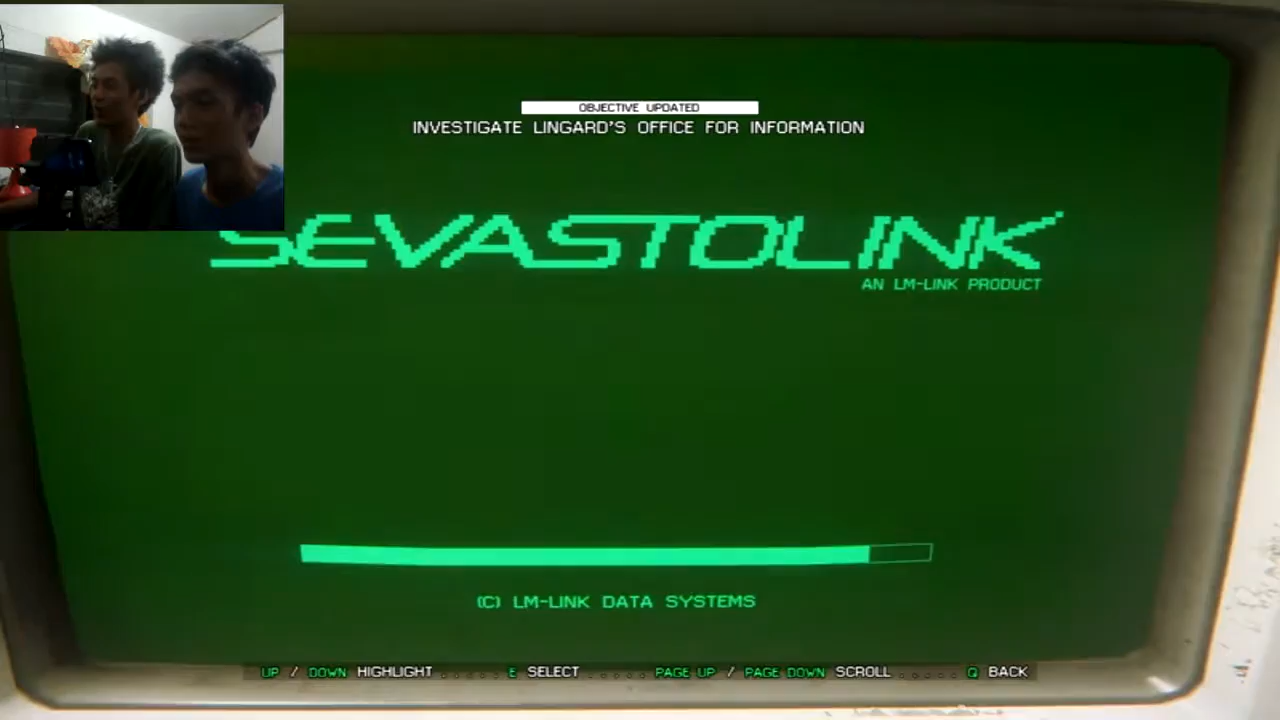 OBJECTIVE UPDATED
INVESTIGATE LINGARD'S OFFICE FOR INFORMATION
SEVASTOLINK
AN LM-LINK PRODUCT
(C) LM-LINK DATA SYSTEMS
UP / DOWN HIGHLIGHT ..... E SELECT ..... PAGE UP / PAGE DOWN SCROLL ..... Q BACK